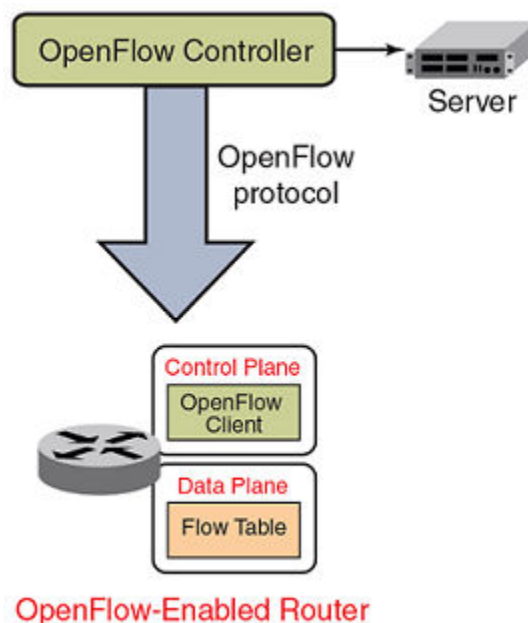 OpenFlow Controller
Server
OpenFlow
protocol
Control Plane
OpenFlow
Client
Data Plane
Flow Table
OpenFlow-Enabled Router